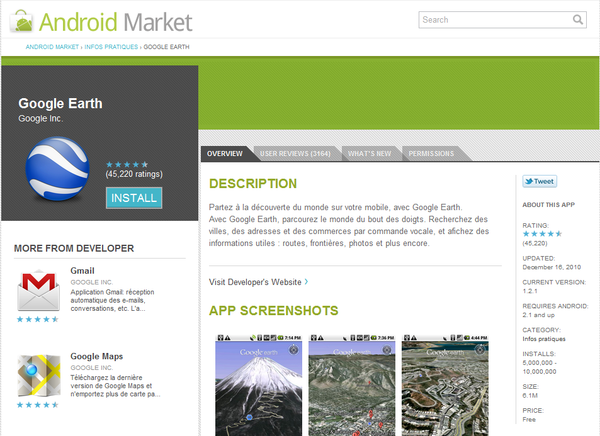 Android Market
Search
ANDROID MARKET › INFOS PRATIQUES › GOOGLE EARTH
Google Earth
Google Inc.
(45,220 ratings)
INSTALL
MORE FROM DEVELOPER
Gmail
GOOGLE INC.
Application Gmail: réception
automatique des e-mails,
conversations, etc. L'a...
Google Maps
GOOGLE INC.
Téléchargez la dernière
version de Google Maps et
n'emportez plus de carte pa...
OVERVIEW
USER REVIEWS (3164)
WHAT'S NEW
PERMISSIONS
DESCRIPTION
Partez à la découverte du monde sur votre mobile, avec Google Earth.
Avec Google Earth, parcourez le monde du bout des doigts. Recherchez des
villes, des adresses et des commerces par commande vocale, et affichez des
informations utiles : routes, frontières, photos et plus encore.
Visit Developer's Website ›
APP SCREENSHOTS
7:14 PM
Google earth
7:36 PM
Google earth
4:44 PM
Google earth
Tweet
ABOUT THIS APP
RATING:
(45,220)
UPDATED:
December 16, 2010
CURRENT VERSION:
1.2.1
REQUIRES ANDROID:
2.1 and up
CATEGORY:
Infos pratiques
INSTALLS:
5,000,000 -
10,000,000
SIZE:
6.1M
PRICE:
Free